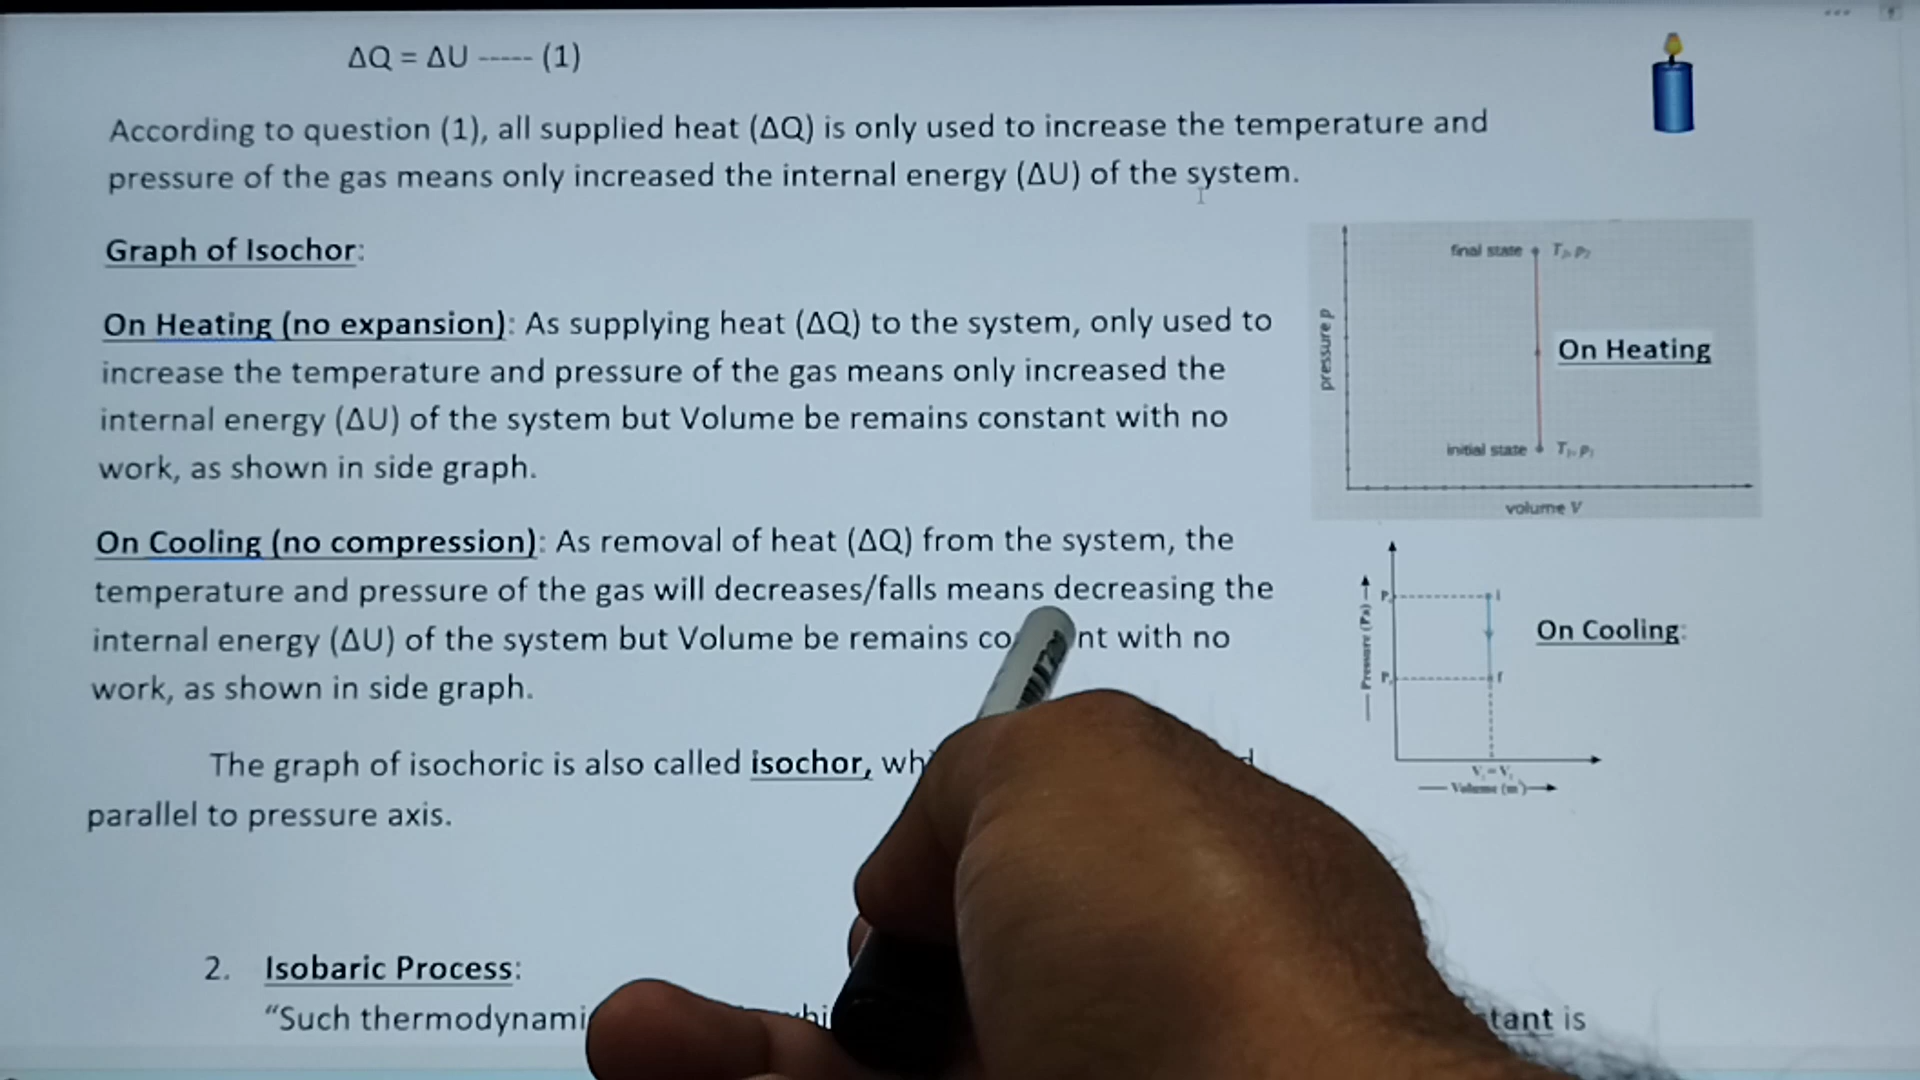 ΔQ = ΔU ----- (1)
According to question (1), all supplied heat (ΔQ) is only used to increase the temperature and
pressure of the gas means only increased the internal energy (ΔU) of the system.
Graph of Isochor:
On Heating (no expansion): As supplying heat (ΔQ) to the system, only used to
increase the temperature and pressure of the gas means only increased the
internal energy (ΔU) of the system but Volume be remains constant with no
work, as shown in side graph.
final state T₂, p₂
pressure p
On Heating
initial state T₁, p₁
volume V
On Cooling (no compression): As removal of heat (ΔQ) from the system, the
temperature and pressure of the gas will decreases/falls means decreasing the
internal energy (ΔU) of the system but Volume be remains co nt with no
work, as shown in side graph.
Pressure (Pa)
P i
P f
On Cooling:
Volume (m³)
The graph of isochoric is also called isochor, wh
parallel to pressure axis.
2. Isobaric Process:
"Such thermodynami tant is